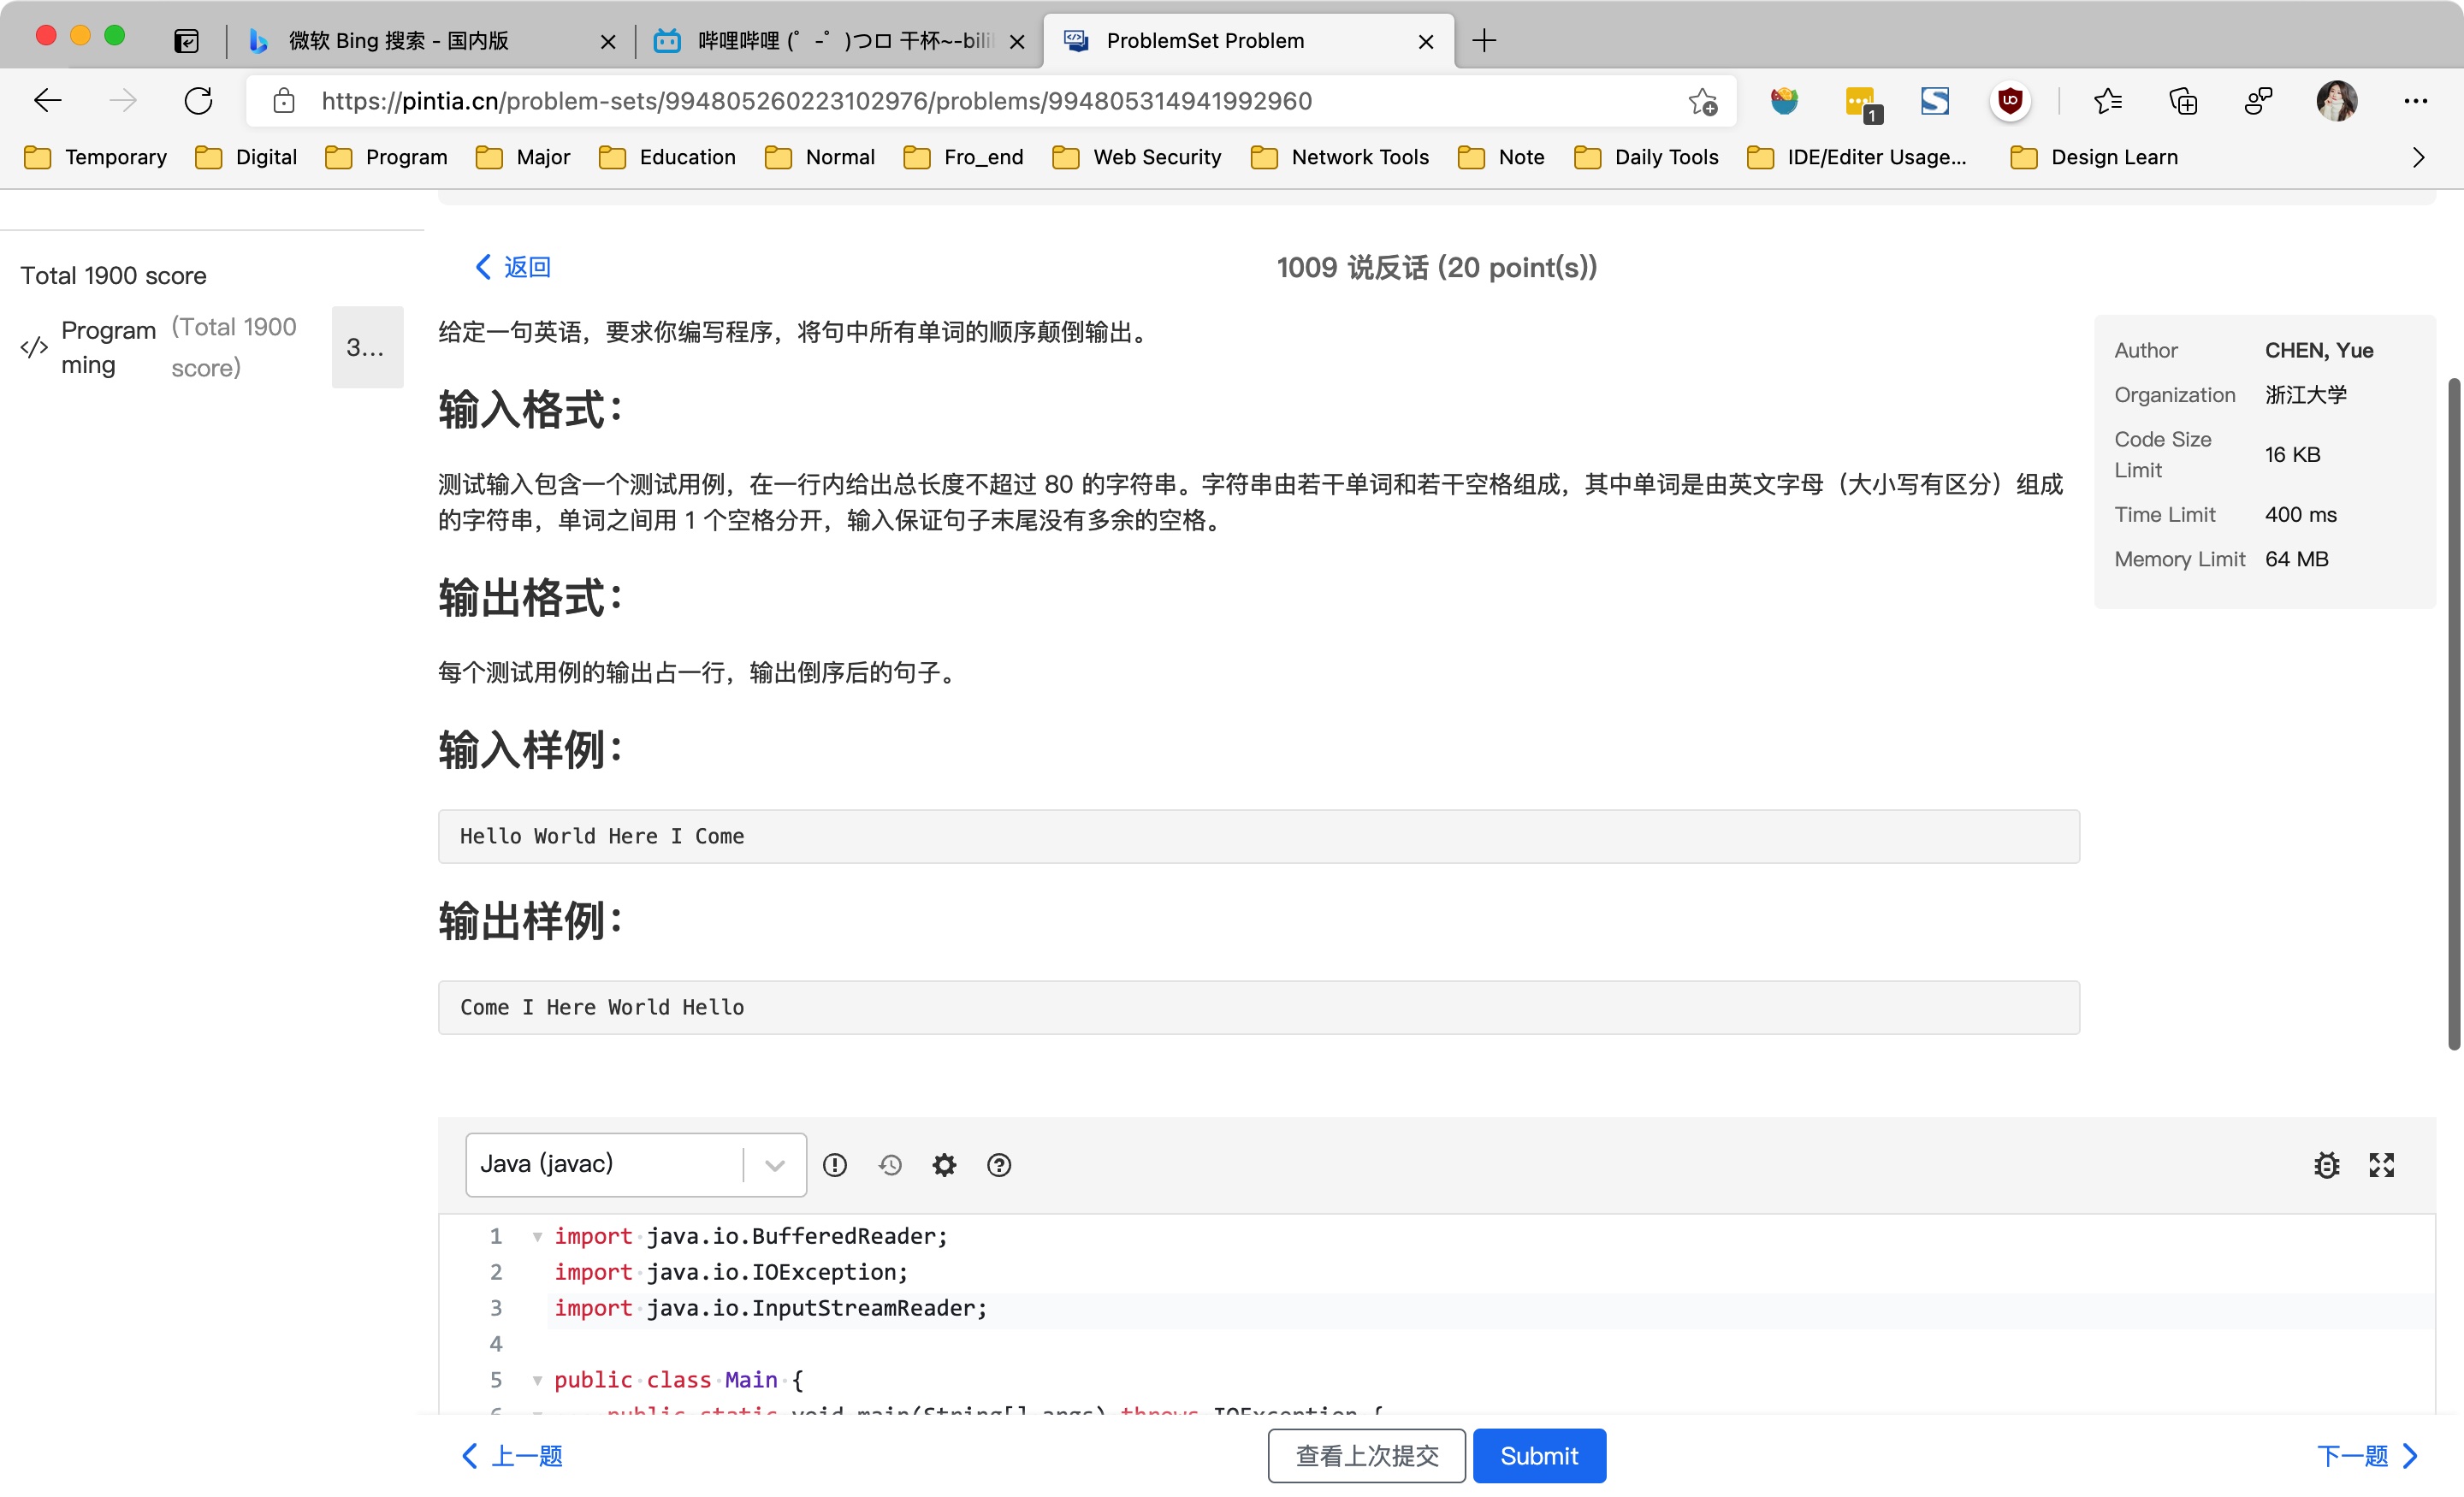 微软 Bing 搜索 - 国内版
哔哩哔哩 (゜-゜)つロ 干杯~-bili
ProblemSet Problem
https://pintia.cn/problem-sets/994805260223102976/problems/994805314941992960
1
Temporary
Digital
Program
Major
Education
Normal
Fro_end
Web Security
Network Tools
Note
Daily Tools
IDE/Editer Usage...
Design Learn
Total 1900 score
Program
ming
(Total 1900
score)
3...
返回
1009 说反话 (20 point(s))
给定一句英语，要求你编写程序，将句中所有单词的顺序颠倒输出。
输入格式：
测试输入包含一个测试用例，在一行内给出总长度不超过 80 的字符串。字符串由若干单词和若干空格组成，其中单词是由英文字母（大小写有区分）组成
的字符串，单词之间用 1 个空格分开，输入保证句子末尾没有多余的空格。
输出格式：
每个测试用例的输出占一行，输出倒序后的句子。
输入样例：
Hello World Here I Come
输出样例：
Come I Here World Hello
Author CHEN, Yue
Organization 浙江大学
Code Size
Limit
16 KB
Time Limit 400 ms
Memory Limit 64 MB
Java (javac)
1 import java.io.BufferedReader;
2 import java.io.IOException;
3 import java.io.InputStreamReader;
4
5 public class Main {
6 public static void main(String[] args) throws IOException {
上一题
查看上次提交
Submit
下一题